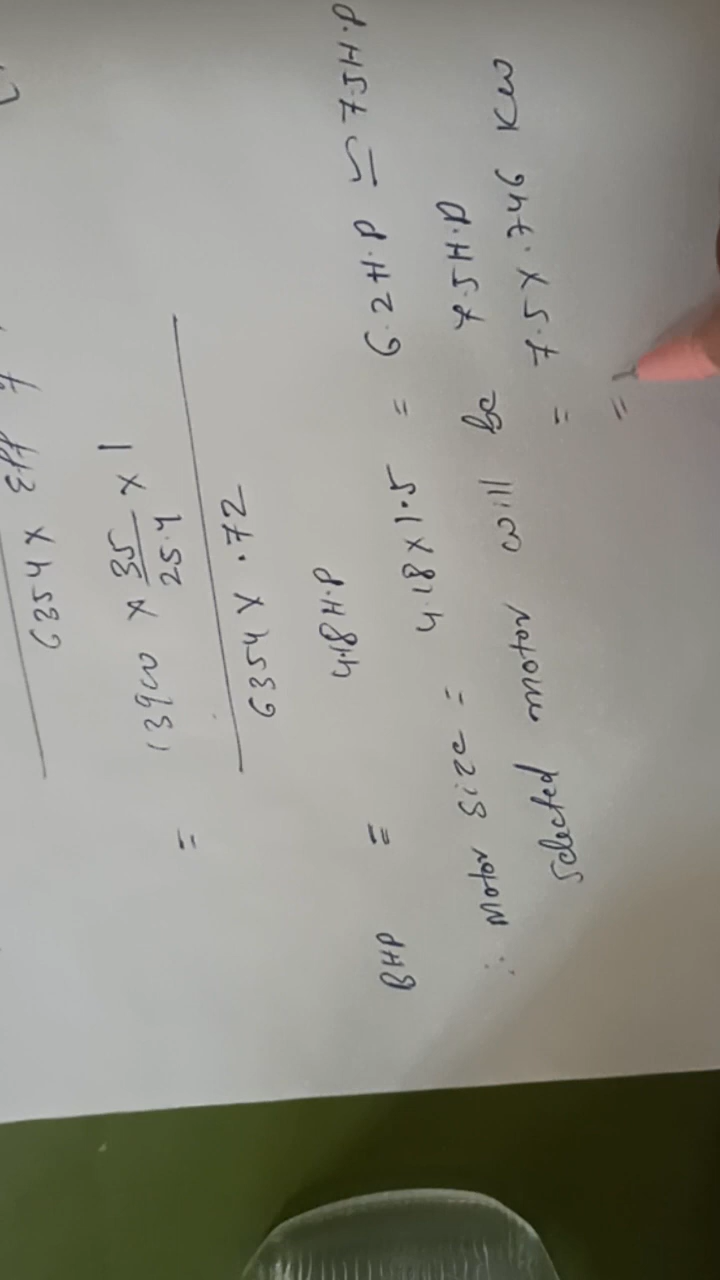 6354 x Eff
= 13900 x 35/25.4 x 1
6354 x .72
BHP = 4.18 H.P
∴ Motor Size = 4.18 x 1.5 = 6.2 H.P ≌ 7.5 H.P
Selected motor will be 7.5 H.P
= 7.5 x .746 KW
=